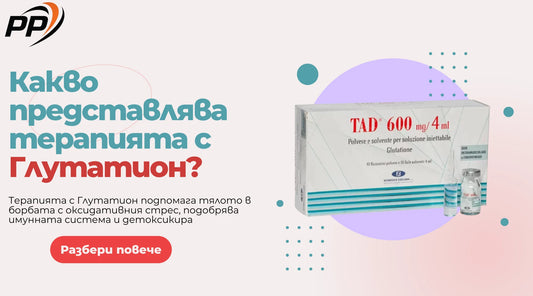 PP
Какво
представлява
терапията с
Глутатион?
Терапията с Глутатион подпомага тялото в
борбата с оксидативния стрес, подобрява
имунната система и детоксикира
Разбери повече
TAD® 600 mg/4 ml
Polvere e solvente per soluzione iniettabile
Glutatione